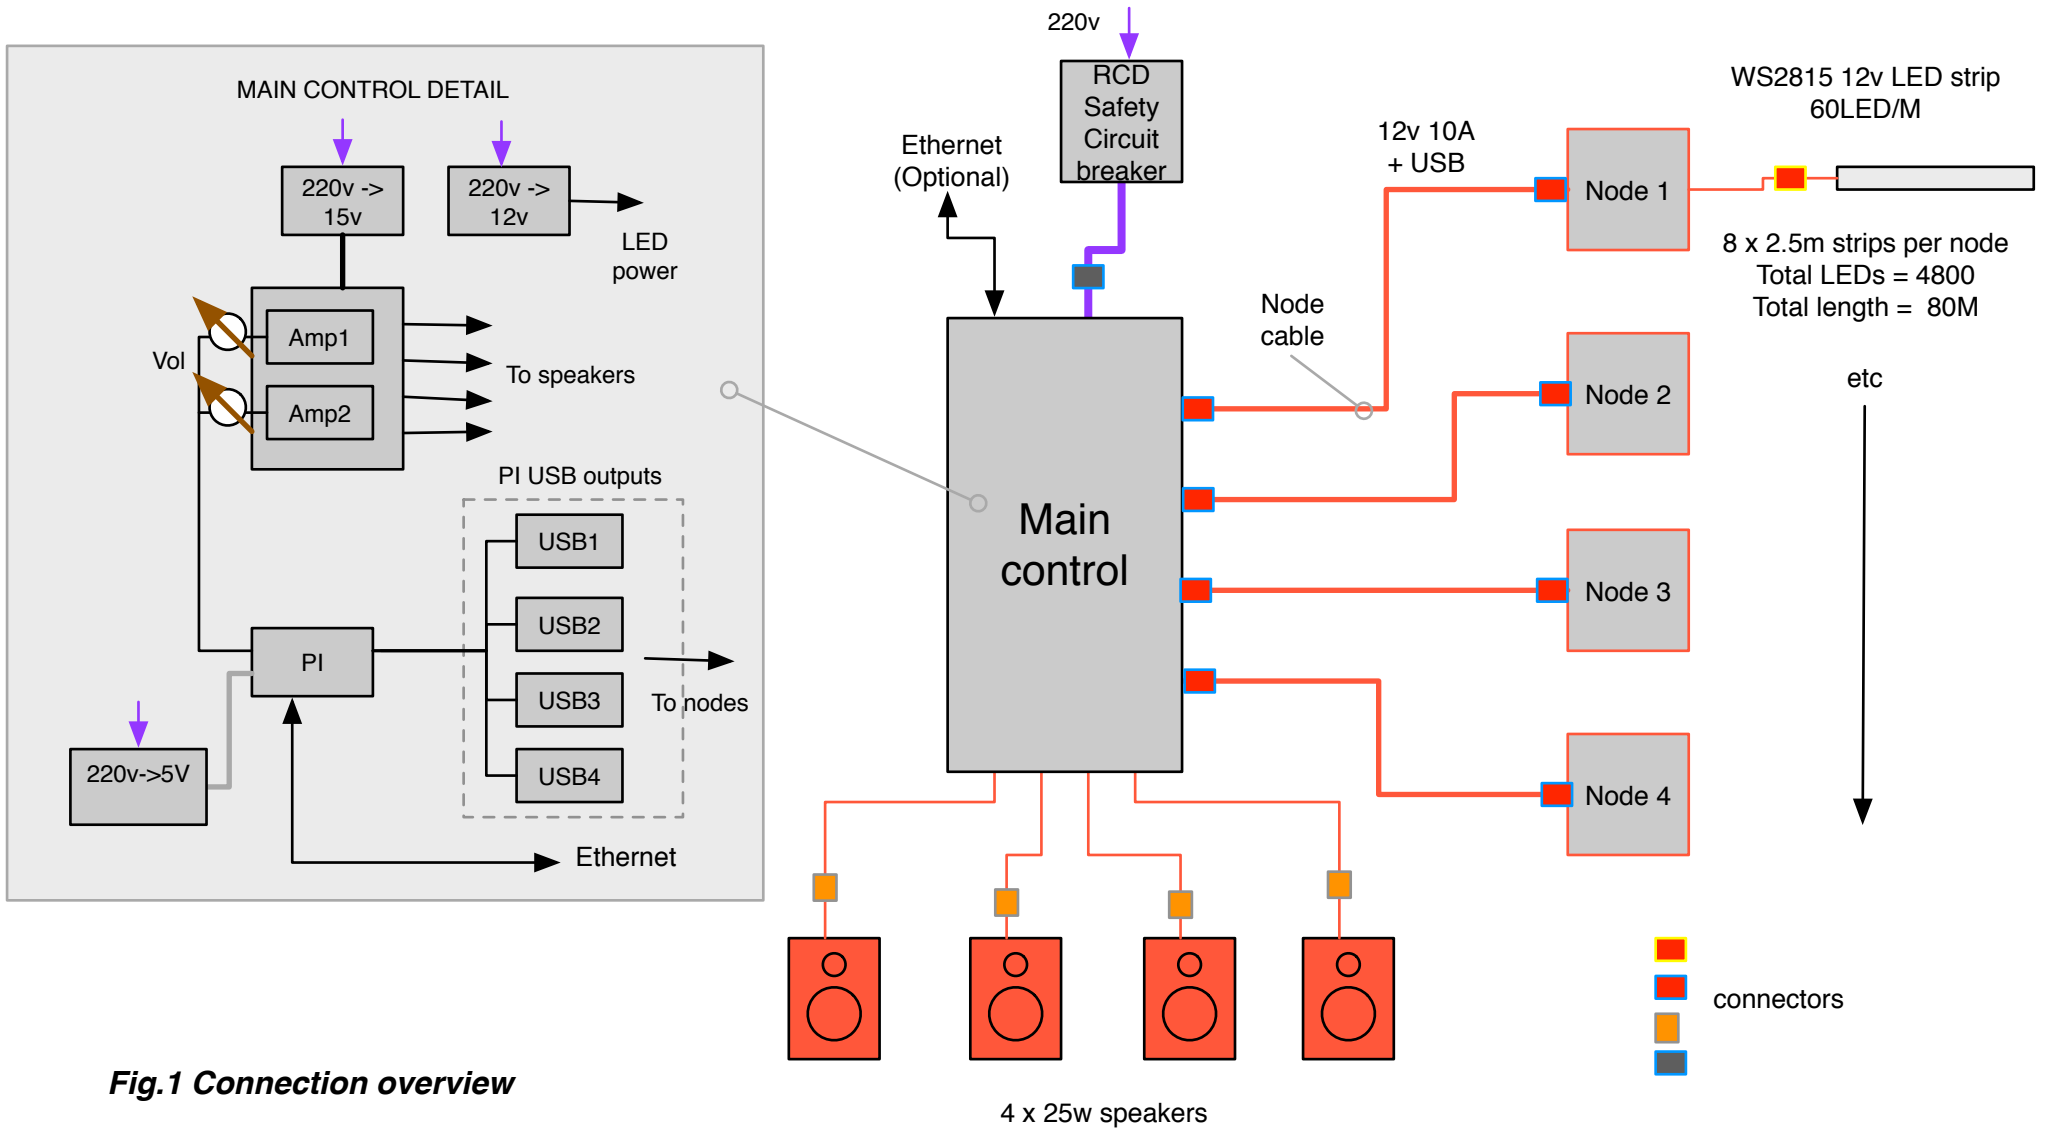 220v
MAIN CONTROL DETAIL
220v ->
15v
220v ->
12v
LED
power
Vol
Amp1
Amp2
To speakers
PI USB outputs
USB1
USB2
USB3
USB4
PI
To nodes
220v->5V
Ethernet
RCD
Safety
Circuit
breaker
Ethernet
(Optional)
12v 10A
+ USB
Node
cable
Main
control
Node 1
Node 2
Node 3
Node 4
WS2815 12v LED strip
60LED/M
8 x 2.5m strips per node
Total LEDs = 4800
Total length =  80M
etc
connectors
4 x 25w speakers
Fig.1 Connection overview